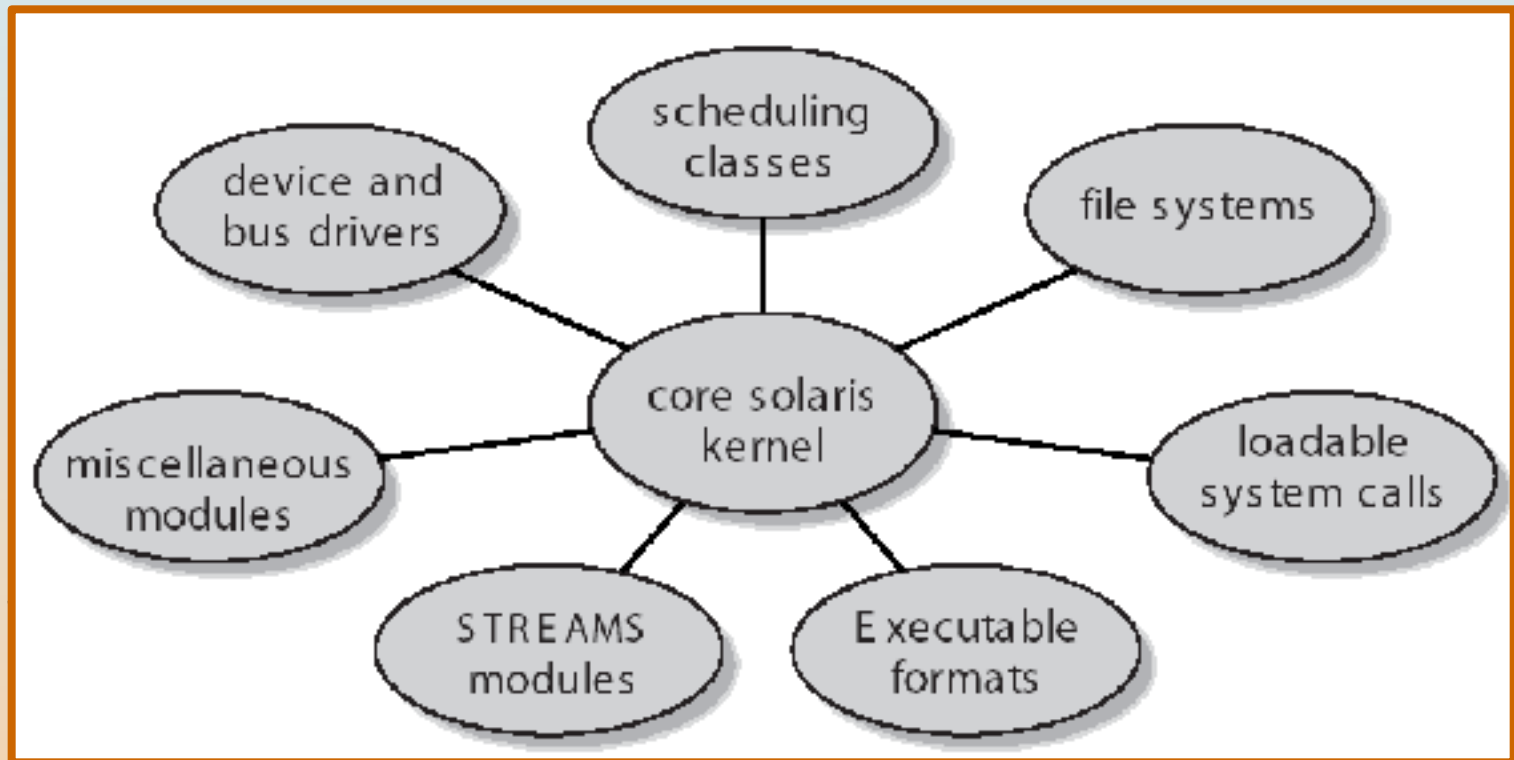 scheduling
classes
device and
bus drivers
file systems
core solaris
kernel
miscellaneous
modules
loadable
system calls
STREAMS
modules
Executable
formats